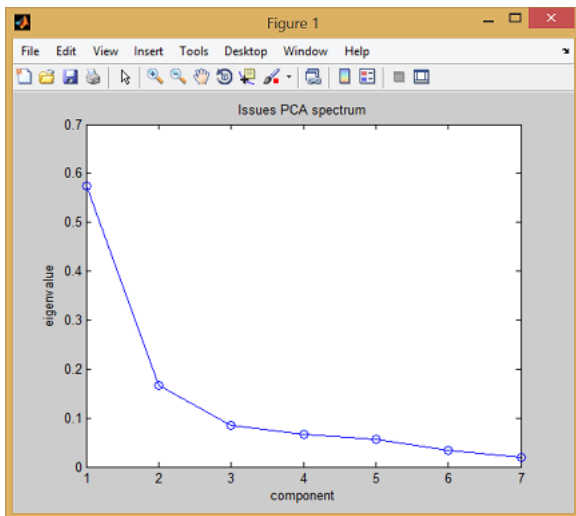 Figure 1
File Edit View Insert Tools Desktop Window Help
Issues PCA spectrum
0.7
0.6
0.5
0.4
0.3
0.2
0.1
0
eigenvalue
1 2 3 4 5 6 7
component